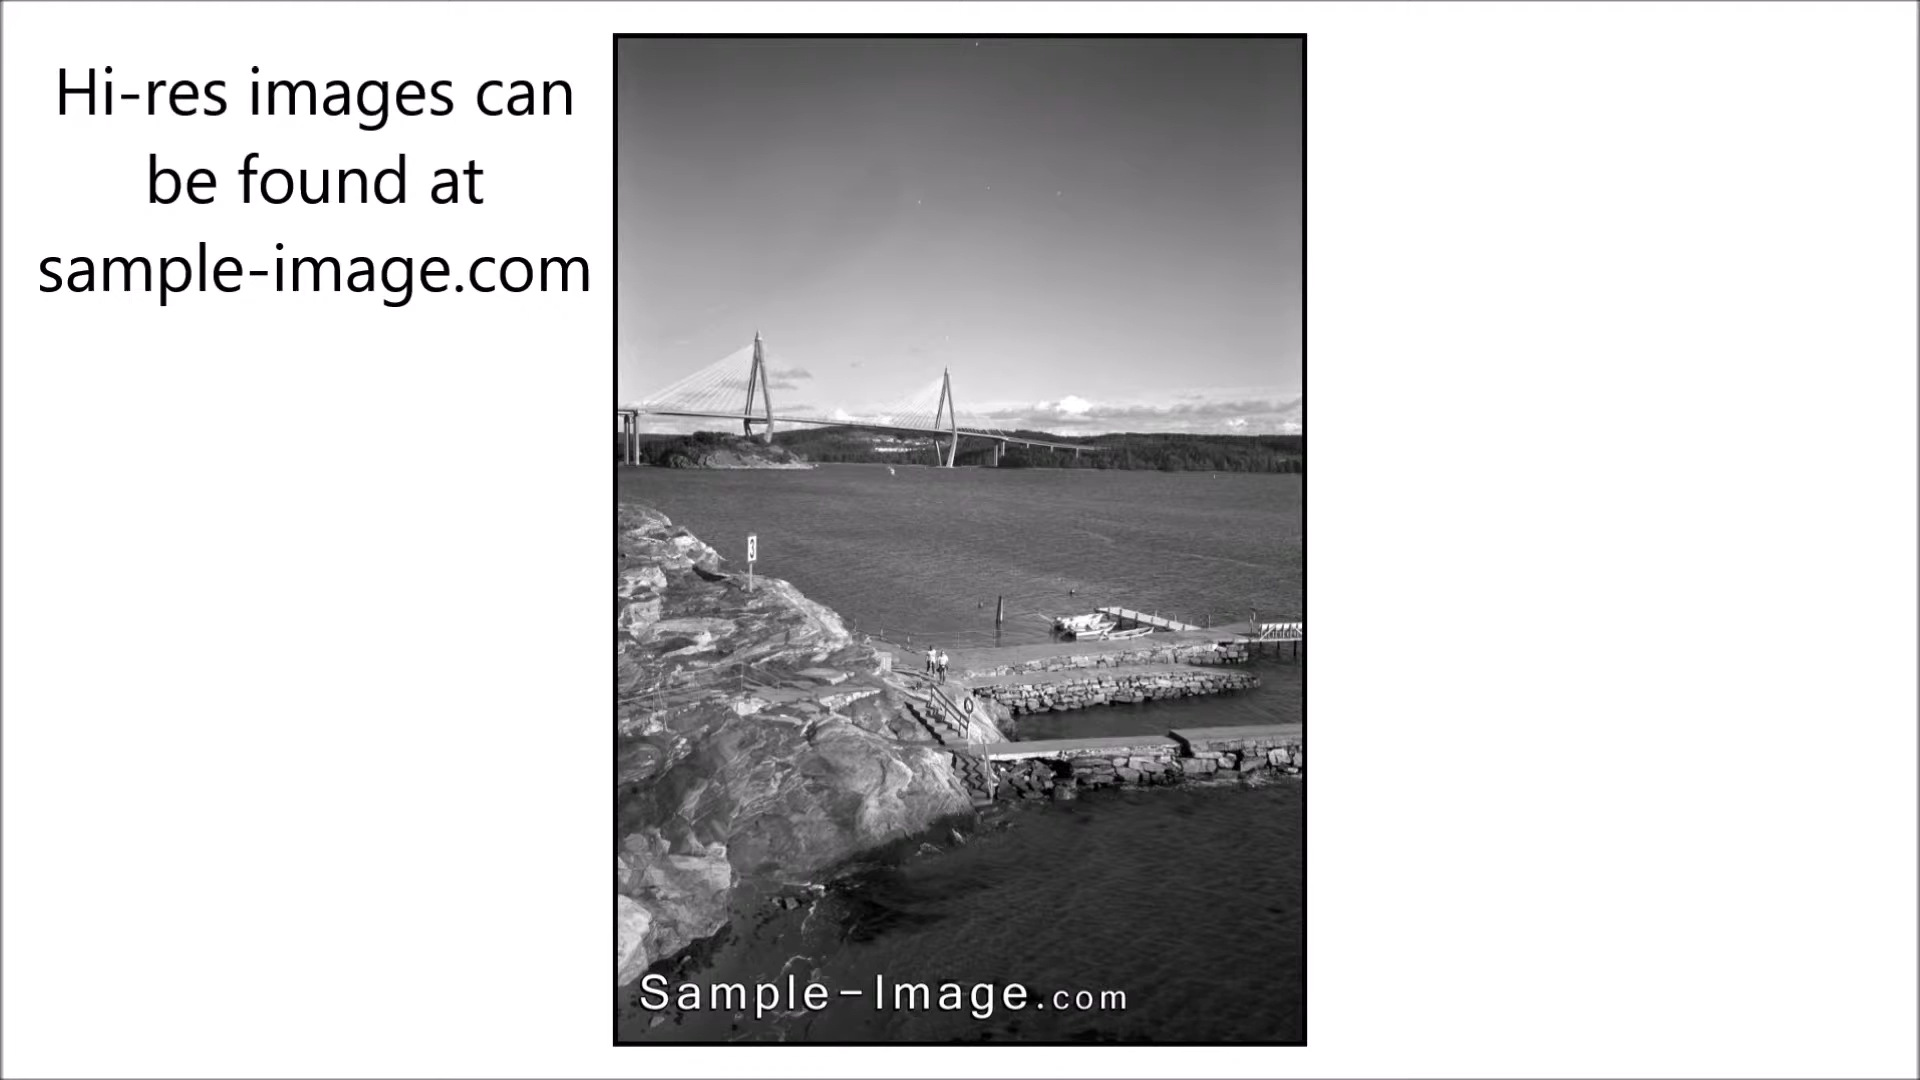 Hi-res images can
be found at
sample-image.com
3
Sample-Image.com